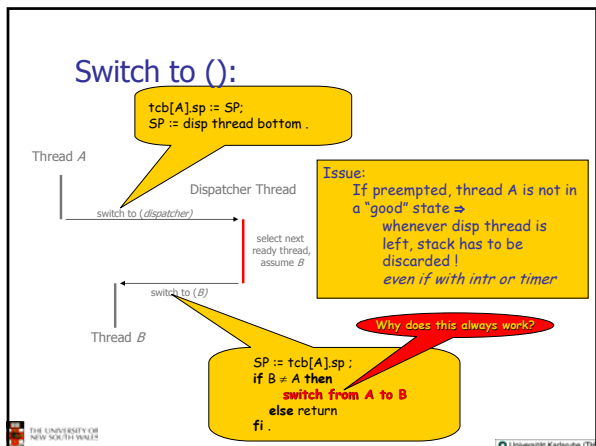 Switch to ():
tcb[A].sp := SP;
SP := disp thread bottom .
Thread A
Dispatcher Thread
switch to (dispatcher)
select next
ready thread,
assume B
switch to (B)
Thread B
Issue:
If preempted, thread A is not in
a "good" state ⇒
whenever disp thread is
left, stack has to be
discarded !
even if with intr or timer
Why does this always work?
SP := tcb[A].sp ;
if B ≠ A then
switch from A to B
else return
fi .
THE UNIVERSITY OF
NEW SOUTH WALES
Universität Karlsruhe (TH